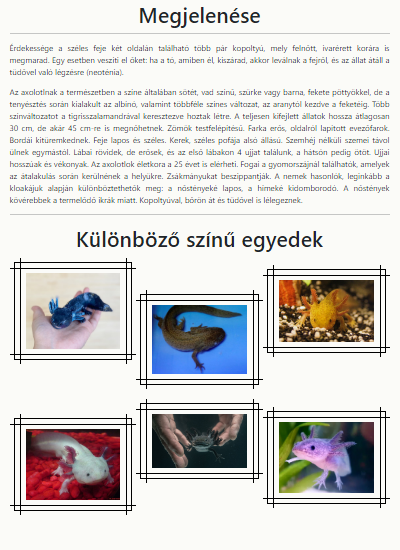 Megjelenése
Érdekessége a széles feje két oldalán található több pár kopoltyú, mely felnőtt, ivarérett korára is
megmarad. Egy esetben veszíti el őket: ha a tó, amiben él, kiszárad, akkor leválnak a fejről, és az állat átáll a
tüdővel való légzésre (neoténia).
Az axolotlnak a természetben a színe általában sötét, vad színű, szürke vagy barna, fekete pöttyökkel, de a
tenyésztés során kialakult az albínó, valamint többféle színes változat, az aranytól kezdve a feketéig. Több
színváltozatot a tigrisszalamandrával keresztezve hoztak létre. A teljesen kifejlett állatok hossza átlagosan
30 cm, de akár 45 cm-re is megnőhetnek. Zömök testfelépítésű. Farka erős, oldalról lapított evezőfarok.
Bordái kitüremkednek. Feje lapos és széles. Kerek, széles pofája alsó állású. Szemhéj nélküli szemei távol
ülnek egymástól. Lábai rövidek, de erősek, és az első lábakon 4 ujjat találunk, a hátsón pedig ötöt. Ujjai
hosszúak és vékonyak. Az axolotlok életkora a 25 évet is elérheti. Fogai a gyomorszájnál találhatók, amelyek
az átalakulás során kerülnének a helyükre. Zsákmányukat beszippantják. A nemek hasonlók, leginkább a
kloakájuk alapján különböztethetők meg: a nőstényeké lapos, a hímeké kidomborodó. A nőstények
kövérebbek a termelődő ikrák miatt. Kopoltyúval, bőrön át és tüdővel is lélegeznek.
Különböző színű egyedek